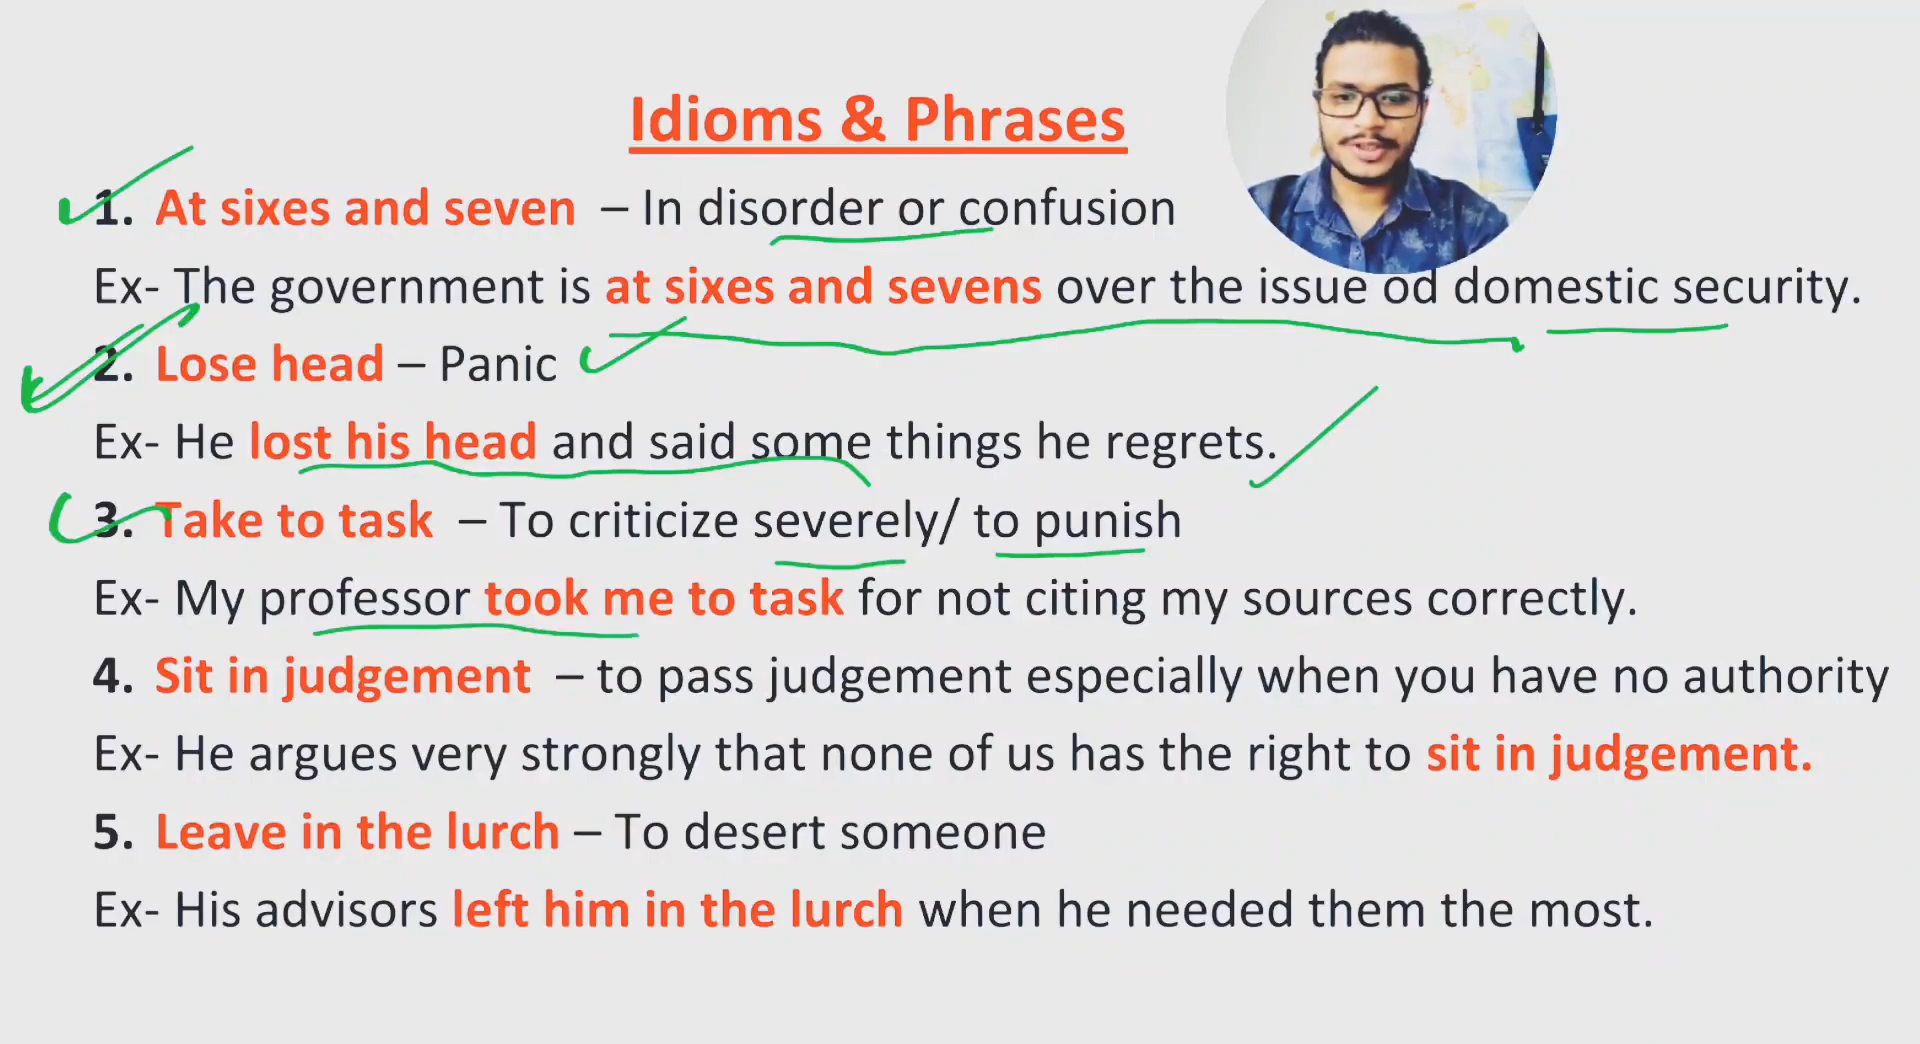 Idioms & Phrases
1. At sixes and seven – In disorder or confusion
Ex- The government is at sixes and sevens over the issue od domestic security.
2. Lose head – Panic
Ex- He lost his head and said some things he regrets.
3. Take to task – To criticize severely/ to punish
Ex- My professor took me to task for not citing my sources correctly.
4. Sit in judgement – to pass judgement especially when you have no authority
Ex- He argues very strongly that none of us has the right to sit in judgement.
5. Leave in the lurch – To desert someone
Ex- His advisors left him in the lurch when he needed them the most.